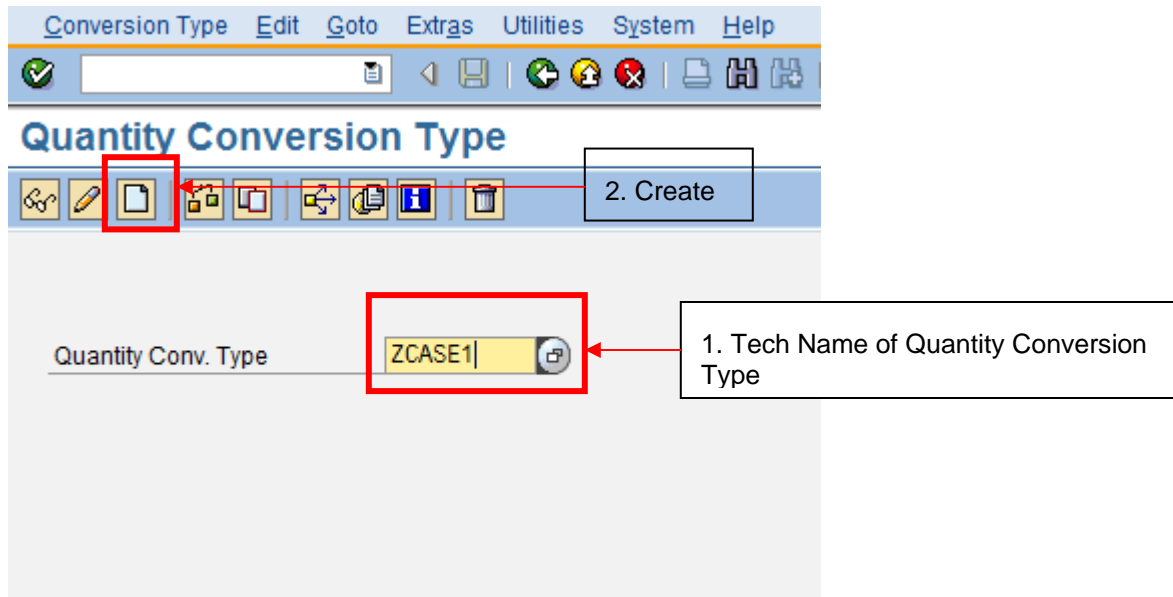 Conversion Type Edit Goto Extras Utilities System Help
Quantity Conversion Type
2. Create
Quantity Conv. Type ZCASE1
1. Tech Name of Quantity Conversion
Type